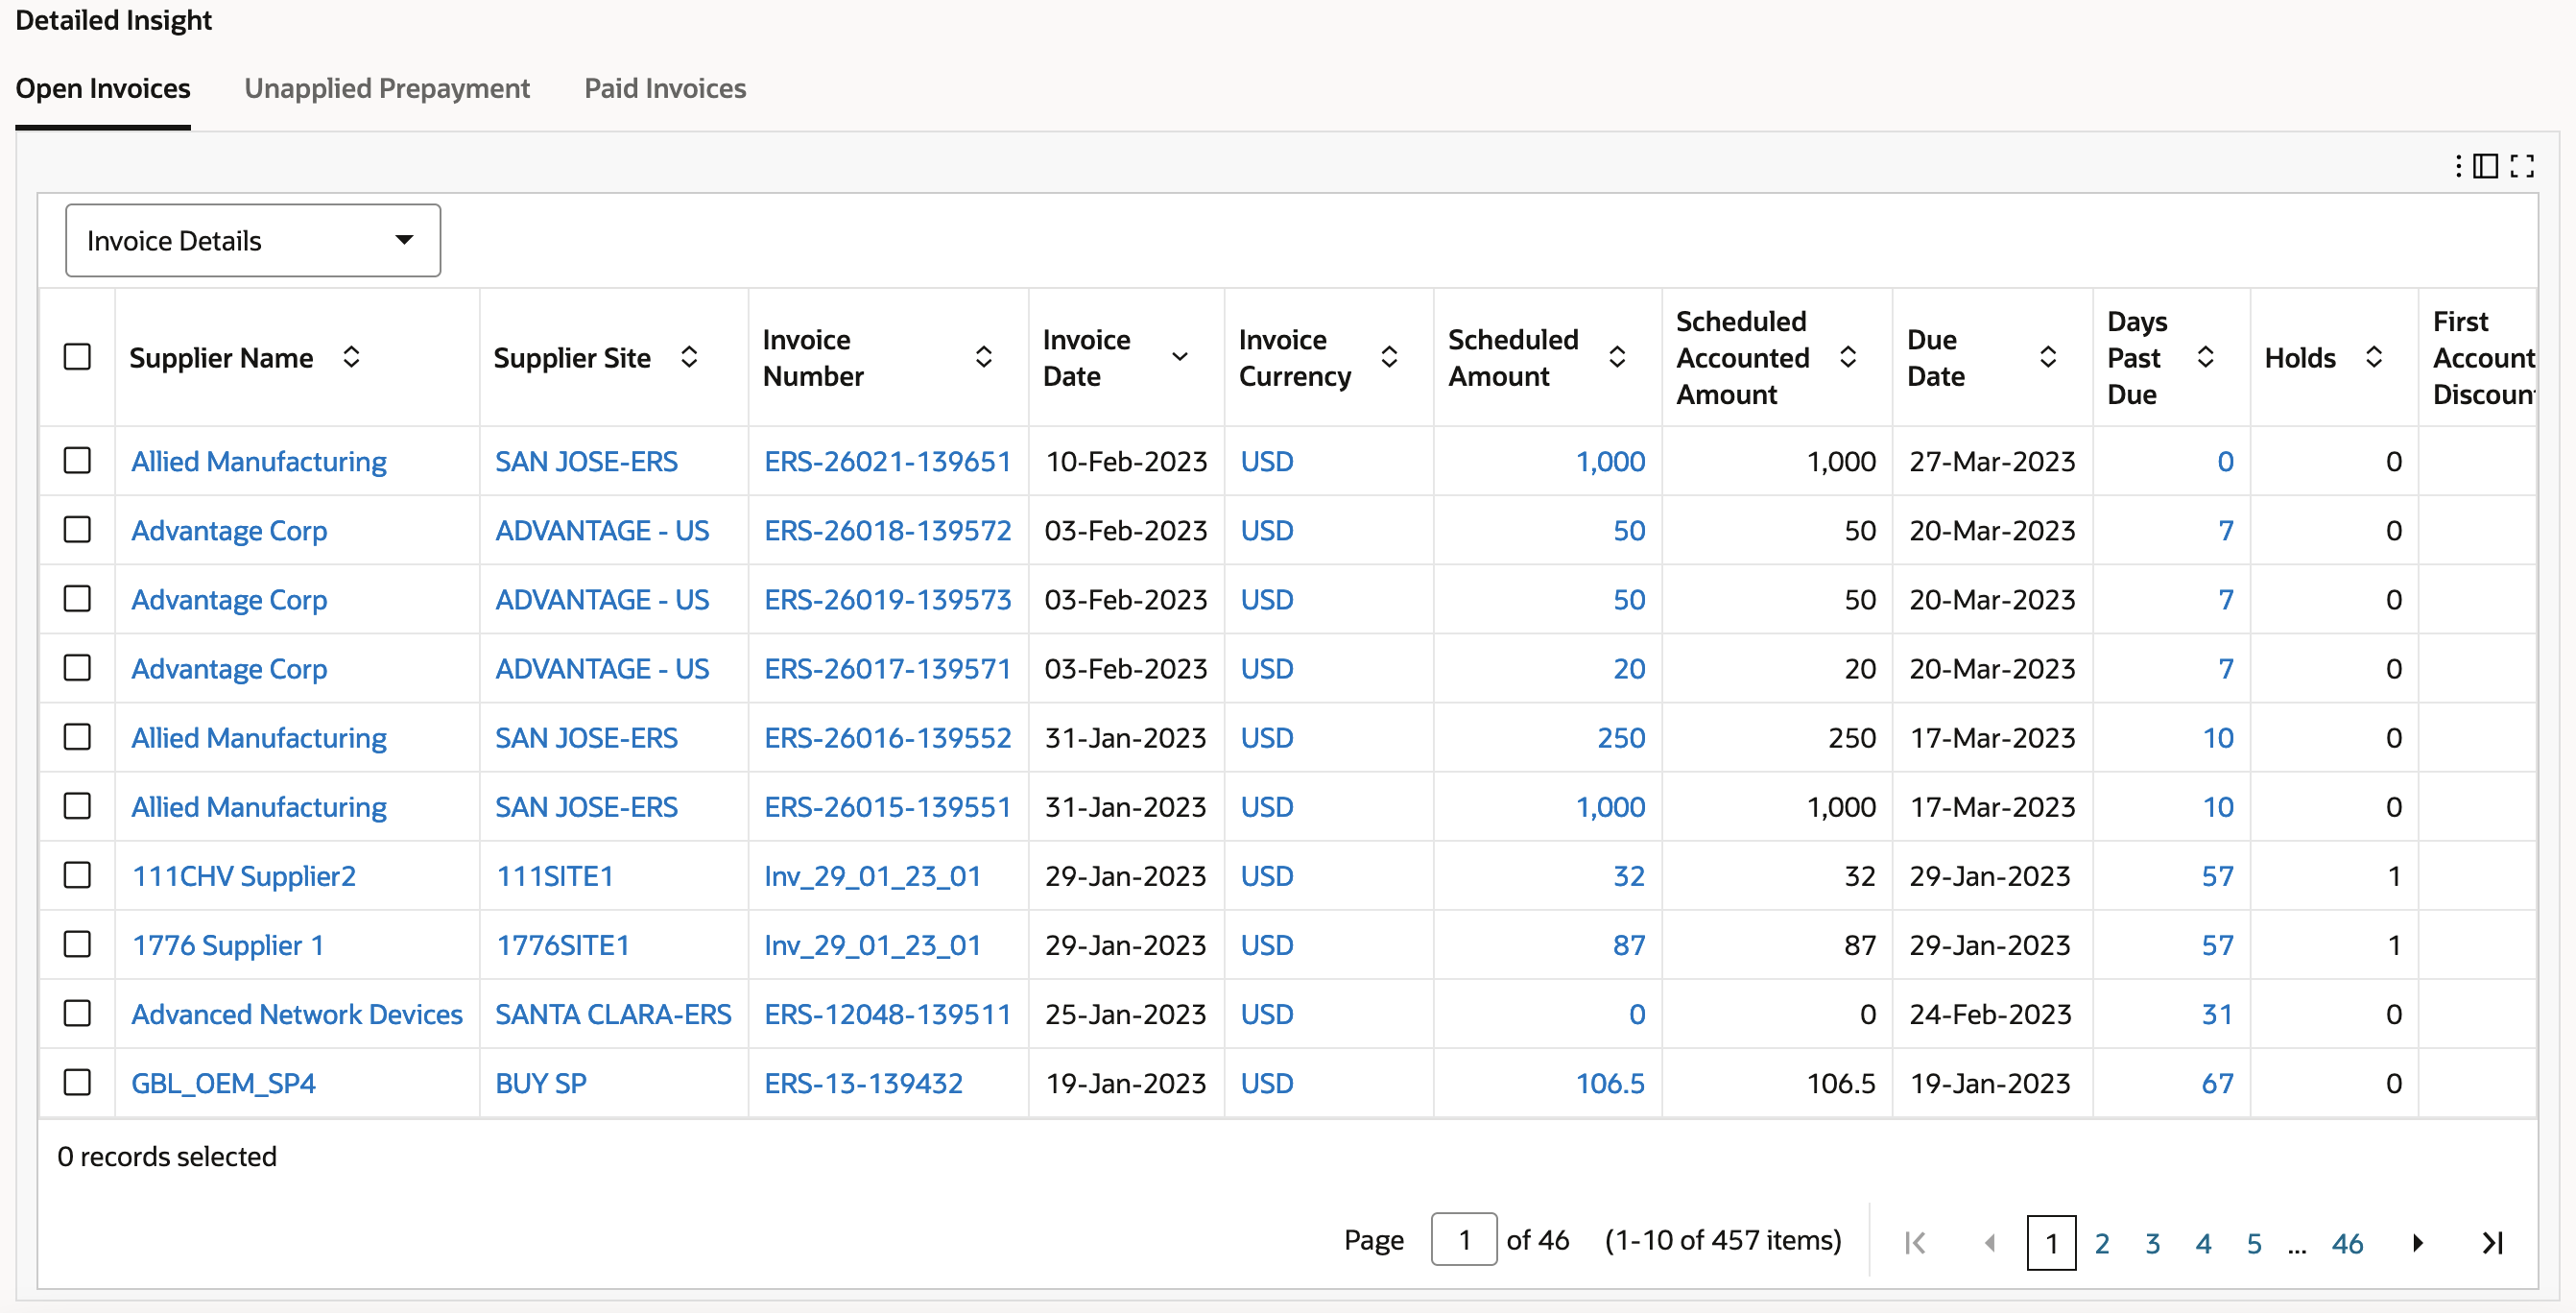 Detailed Insight
Open Invoices Unapplied Prepayment Paid Invoices
Invoice Details
Supplier Name Supplier Site Invoice Number Invoice Date Invoice Currency Scheduled Amount Scheduled Accounted Amount Due Date Days Past Due Holds First Account Discoun
Allied Manufacturing SAN JOSE-ERS ERS-26021-139651 10-Feb-2023 USD 1,000 1,000 27-Mar-2023 0 0
Advantage Corp ADVANTAGE - US ERS-26018-139572 03-Feb-2023 USD 50 50 20-Mar-2023 7 0
Advantage Corp ADVANTAGE - US ERS-26019-139573 03-Feb-2023 USD 50 50 20-Mar-2023 7 0
Advantage Corp ADVANTAGE - US ERS-26017-139571 03-Feb-2023 USD 20 20 20-Mar-2023 7 0
Allied Manufacturing SAN JOSE-ERS ERS-26016-139552 31-Jan-2023 USD 250 250 17-Mar-2023 10 0
Allied Manufacturing SAN JOSE-ERS ERS-26015-139551 31-Jan-2023 USD 1,000 1,000 17-Mar-2023 10 0
111CHV Supplier2 111SITE1 Inv_29_01_23_01 29-Jan-2023 USD 32 32 29-Jan-2023 57 1
1776 Supplier 1 1776SITE1 Inv_29_01_23_01 29-Jan-2023 USD 87 87 29-Jan-2023 57 1
Advanced Network Devices SANTA CLARA-ERS ERS-12048-139511 25-Jan-2023 USD 0 0 24-Feb-2023 31 0
GBL_OEM_SP4 BUY SP ERS-13-139432 19-Jan-2023 USD 106.5 106.5 19-Jan-2023 67 0
0 records selected
Page 1 of 46 (1-10 of 457 items) 1 2 3 4 5 ... 46